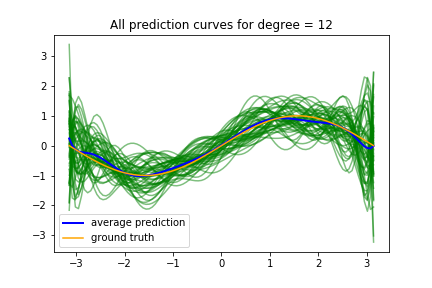 All prediction curves for degree = 12
3
2
1
0
−1
−2
−3
average prediction
ground truth
−3 −2 −1 0 1 2 3